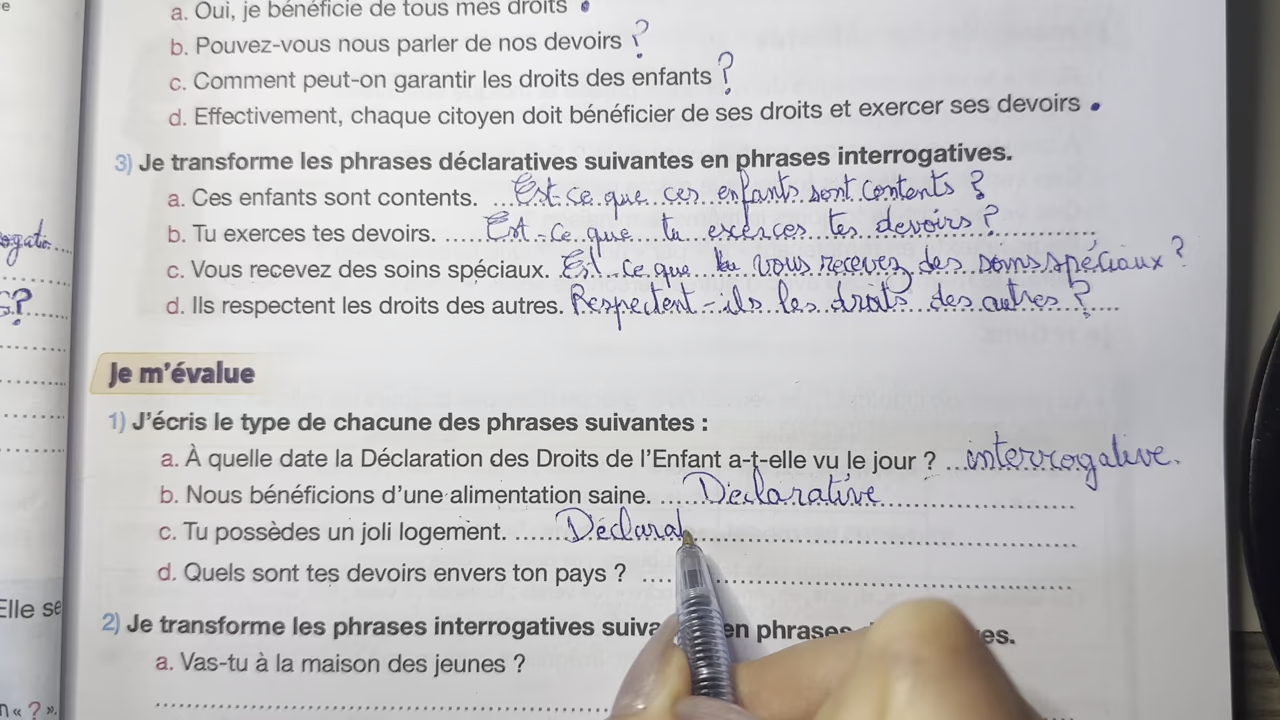 e
a. Oui, je bénéficie de tous mes droits .
b. Pouvez-vous nous parler de nos devoirs ?
c. Comment peut-on garantir les droits des enfants ?
d. Effectivement, chaque citoyen doit bénéficier de ses droits et exercer ses devoirs .
3) Je transforme les phrases déclaratives suivantes en phrases interrogatives.
a. Ces enfants sont contents. ...Est-ce que ces enfants sont contents ?
b. Tu exerces tes devoirs. ......Est-ce que tu exerces tes devoirs ?
c. Vous recevez des soins spéciaux. Est ce que vous recevez des soins spéciaux ?
d. Ils respectent les droits des autres. Respectent-ils les droits des autres ?
ogati
s?
Je m'évalue
1) J'écris le type de chacune des phrases suivantes :
a. À quelle date la Déclaration des Droits de l'Enfant a-t-elle vu le jour ? ...interrogative.
b. Nous bénéficions d'une alimentation saine. ....Déclarative
c. Tu possèdes un joli logement. ......Déclarat
d. Quels sont tes devoirs envers ton pays ? ....
Elle se
2) Je transforme les phrases interrogatives suiva en phrases es.
a. Vas-tu à la maison des jeunes ?
n « ? ».